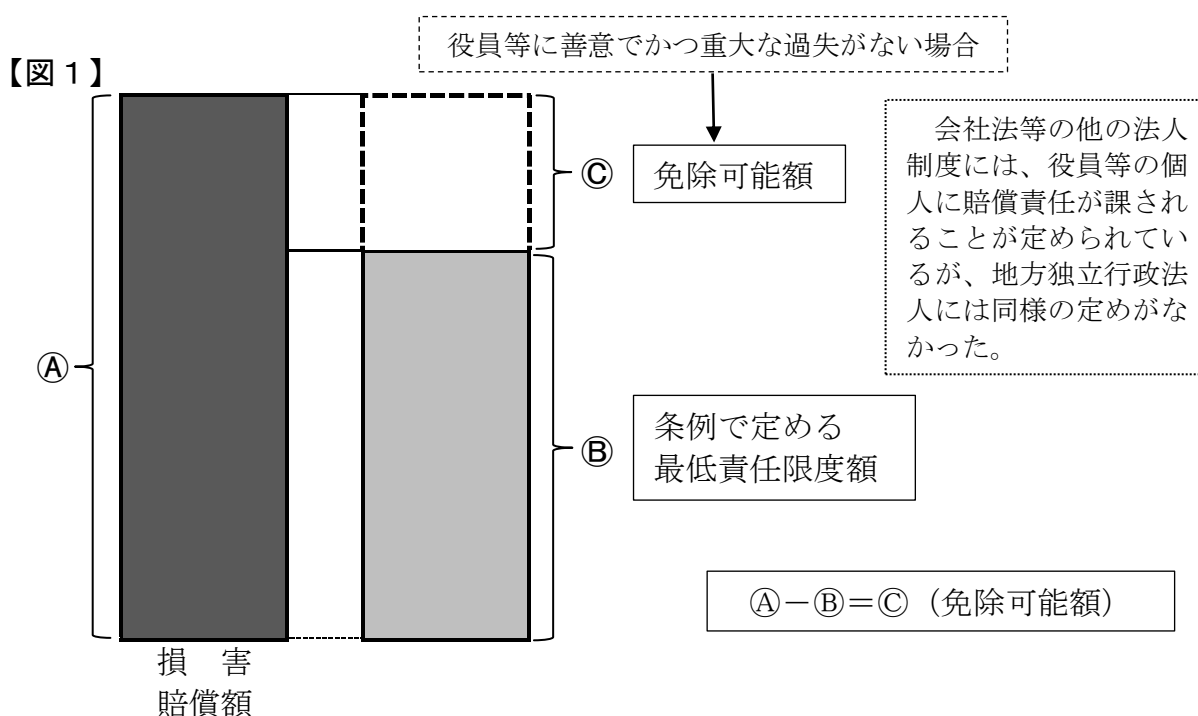 役員等に善意でかつ重大な過失がない場合
【図1】
Ⓒ
免除可能額
会社法等の他の法人
制度には、役員等の個
人に賠償責任が課され
ることが定められてい
るが、地方独立行政法
人には同様の定めがな
かった。
Ⓐ
Ⓑ
条例で定める
最低責任限度額
Ⓐ－Ⓑ＝Ⓒ（免除可能額）
損　害
賠償額